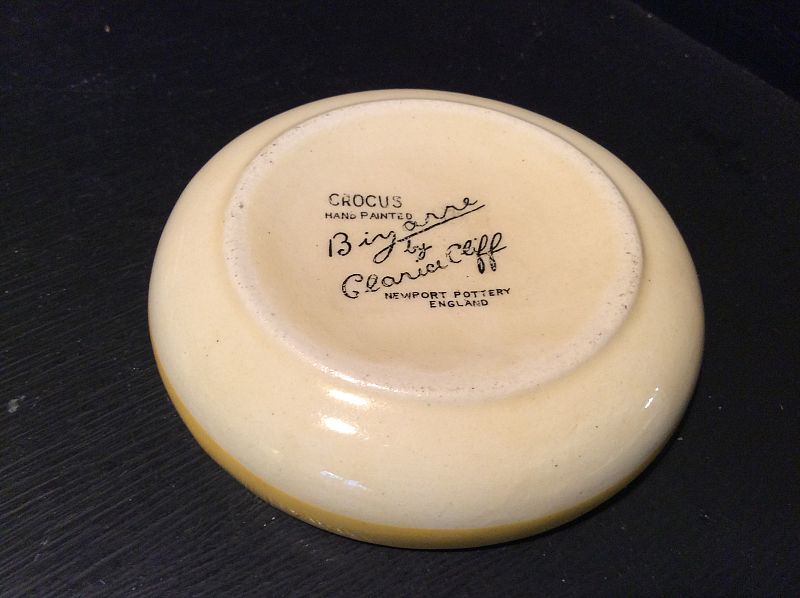 CROCUS
HAND PAINTED
Bizarre
by
Clarice Cliff
NEWPORT POTTERY
ENGLAND